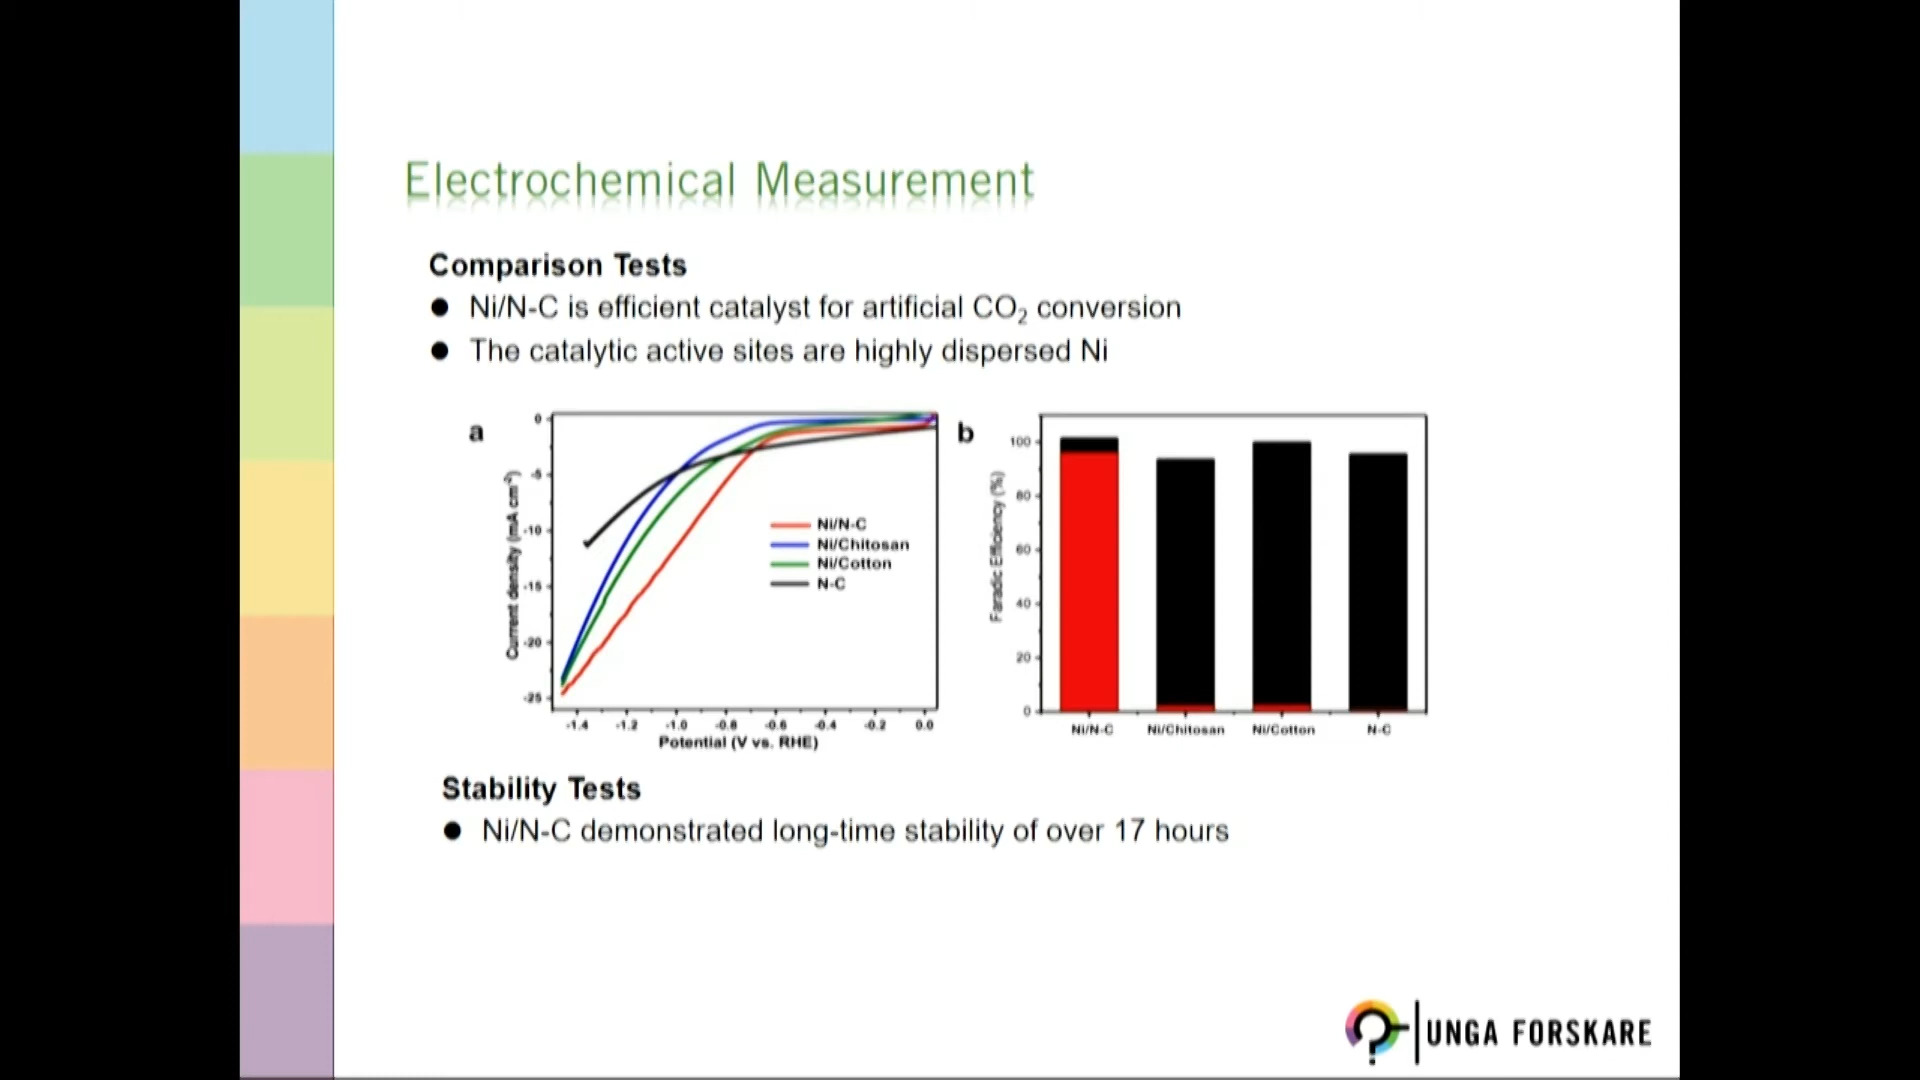 Electrochemical Measurement
Comparison Tests
● Ni/N-C is efficient catalyst for artificial CO₂ conversion
● The catalytic active sites are highly dispersed Ni
a
0
-5
-10
-15
-20
-25
Current density (mA cm⁻²)
Ni/N-C
Ni/Chitosan
Ni/Cotton
N-C
-1.4 -1.2 -1.0 -0.8 -0.6 -0.4 -0.2 0.0
Potential (V vs. RHE)
b
100
80
60
40
20
0
Faradic Efficiency (%)
Ni/N-C Ni/Chitosan Ni/Cotton N-C
Stability Tests
● Ni/N-C demonstrated long-time stability of over 17 hours
UNGA FORSKARE